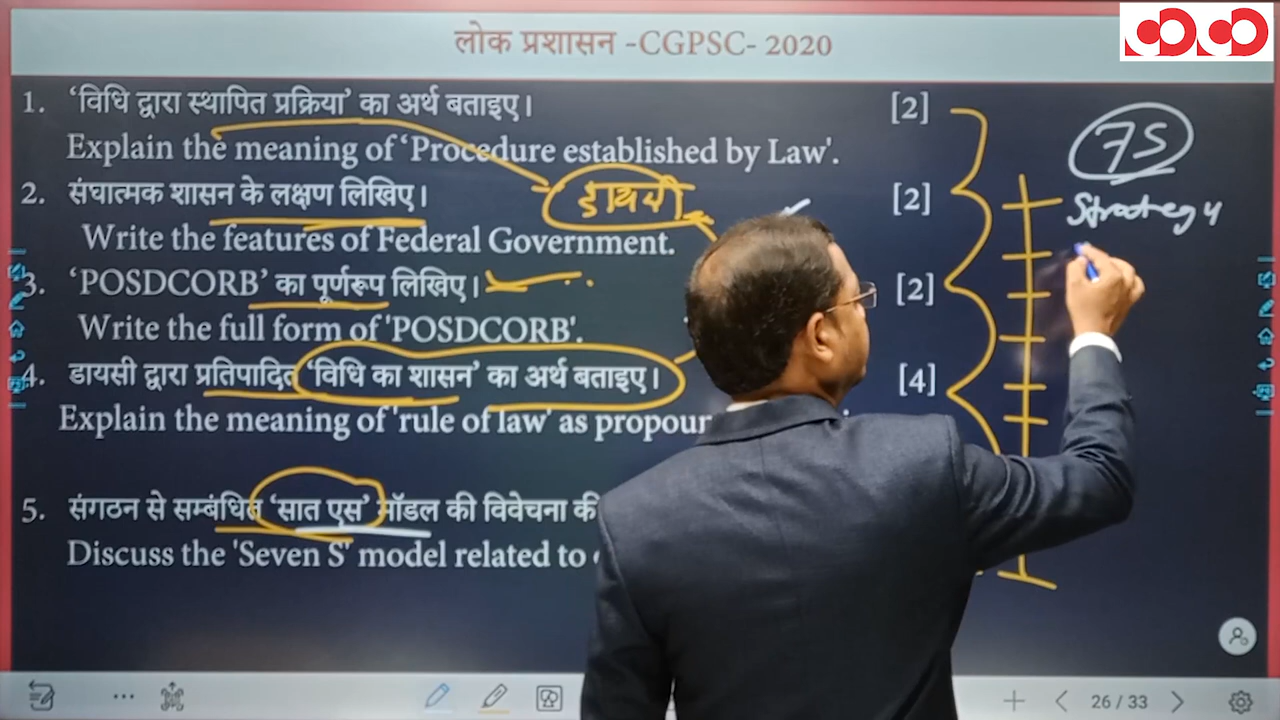 लोक प्रशासन -CGPSC- 2020
1. ‘विधि द्वारा स्थापित प्रक्रिया’ का अर्थ बताइए। [2]
Explain the meaning of ‘Procedure established by Law'.
2. संघात्मक शासन के लक्षण लिखिए। [2]
Write the features of Federal Government.
3. ‘POSDCORB’ का पूर्णरूप लिखिए। [2]
Write the full form of 'POSDCORB'.
4. डायसी द्वारा प्रतिपादित ‘विधि का शासन’ का अर्थ बताइए। [4]
Explain the meaning of 'rule of law' as propour
5. संगठन से सम्बंधित ‘सात एस’ मॉडल की विवेचना की
Discuss the 'Seven S' model related to
डायसी
7S
Strategy
26 / 33